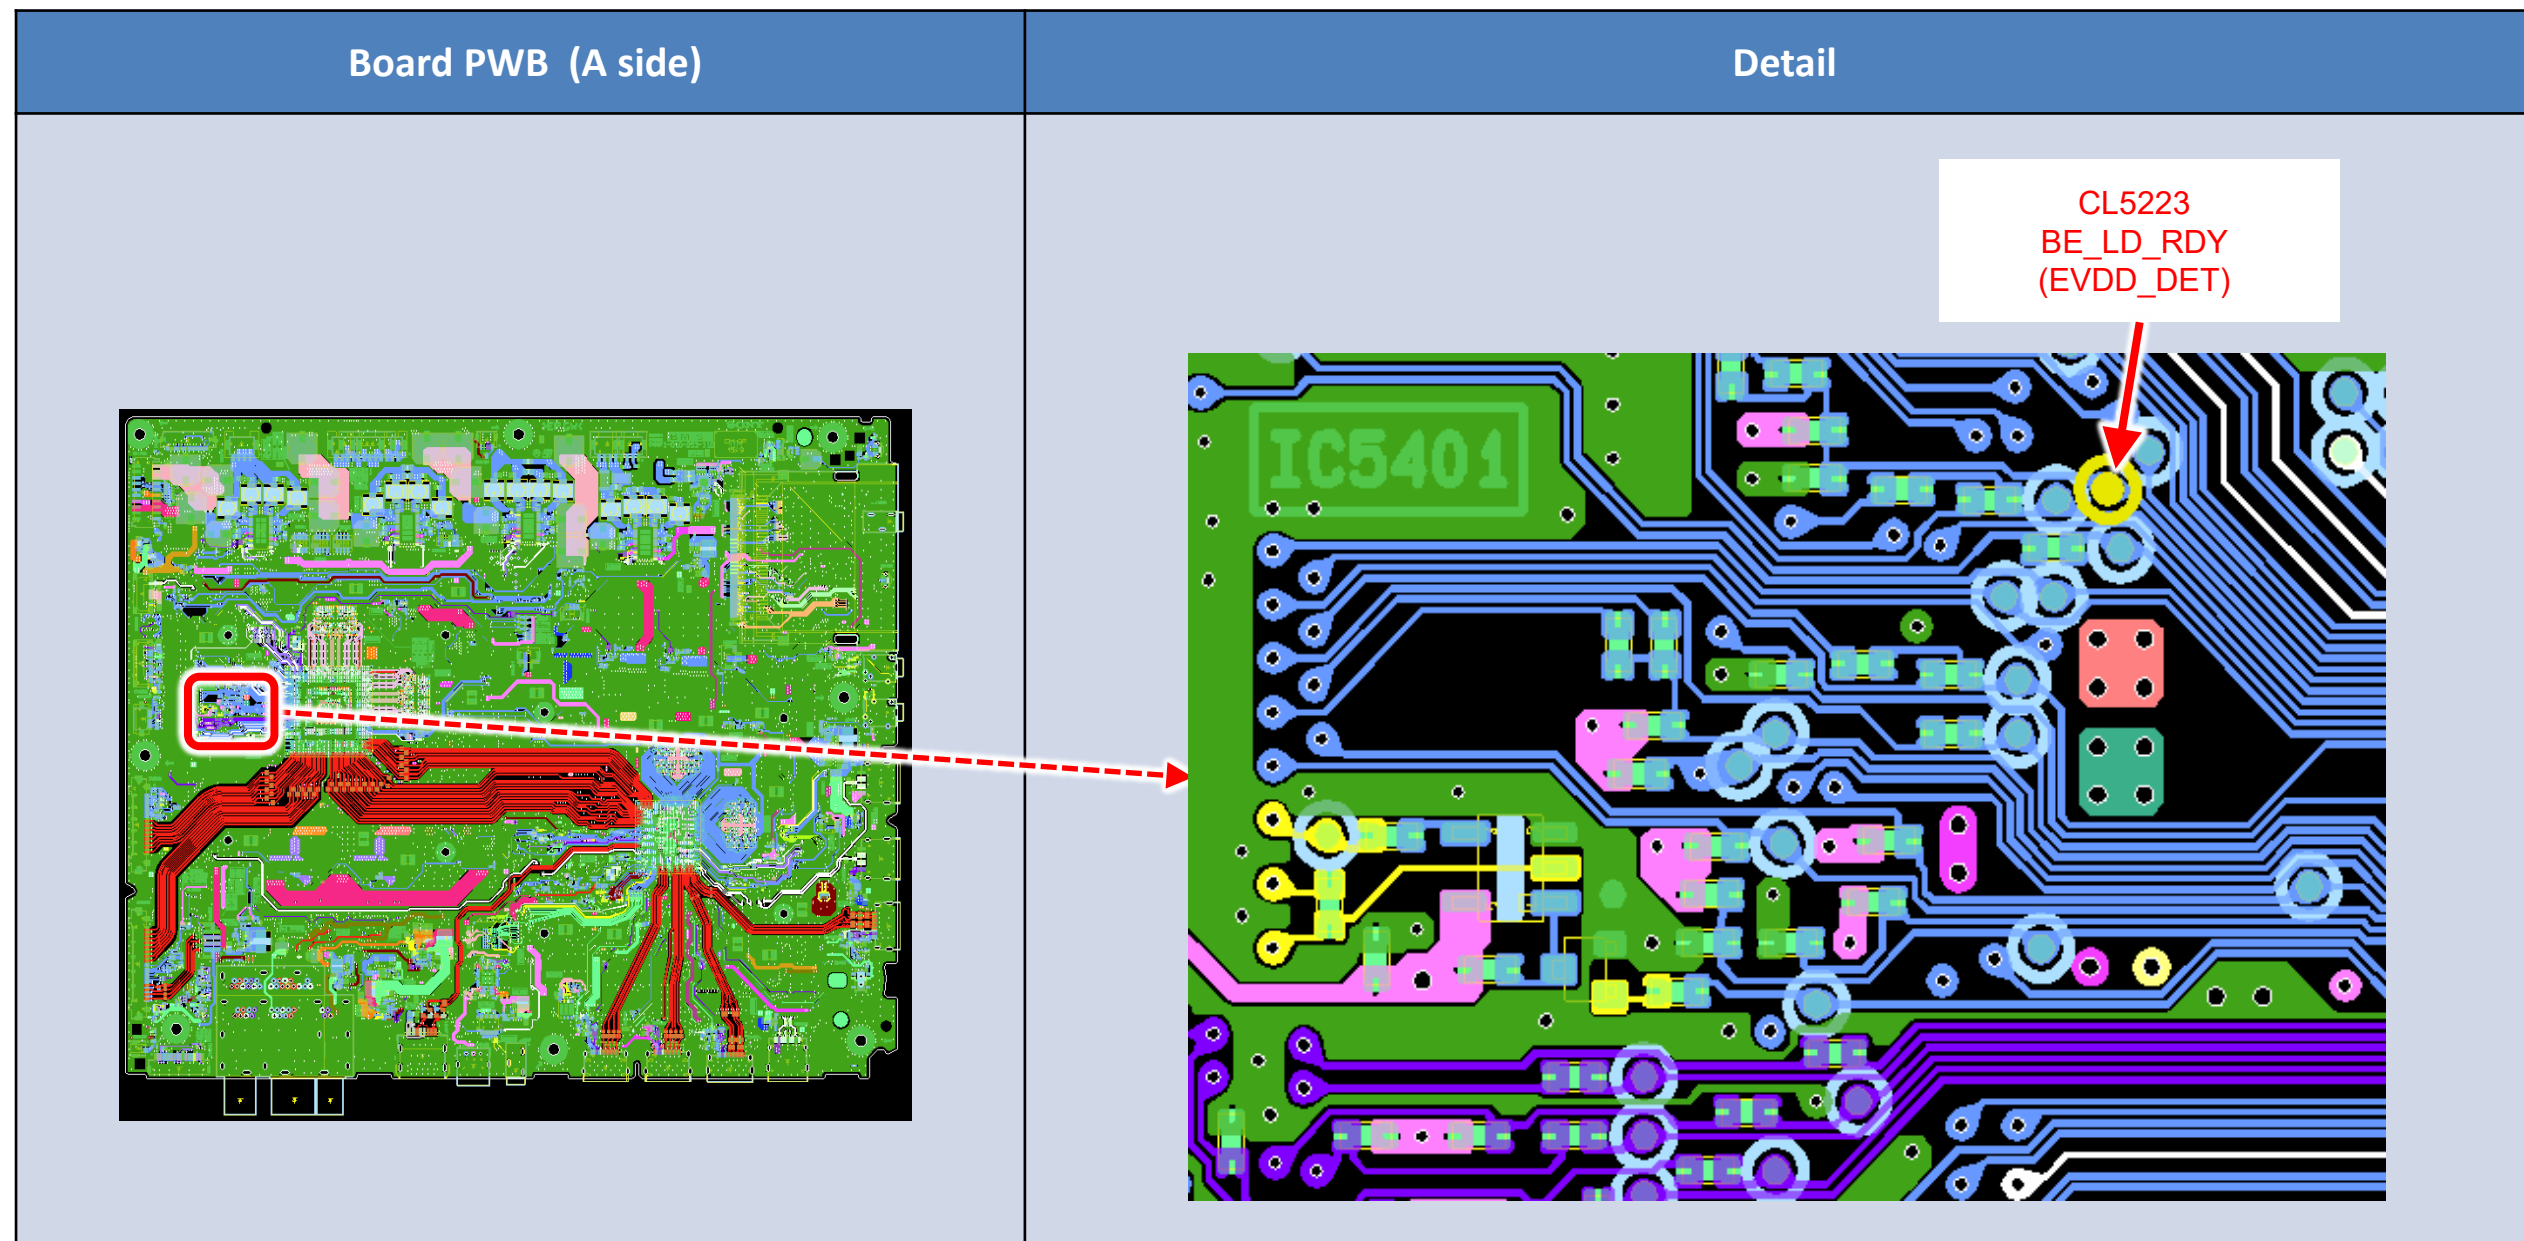 Board PWB (A side)
Detail
CL5223
BE_LD_RDY
(EVDD_DET)
IC5401